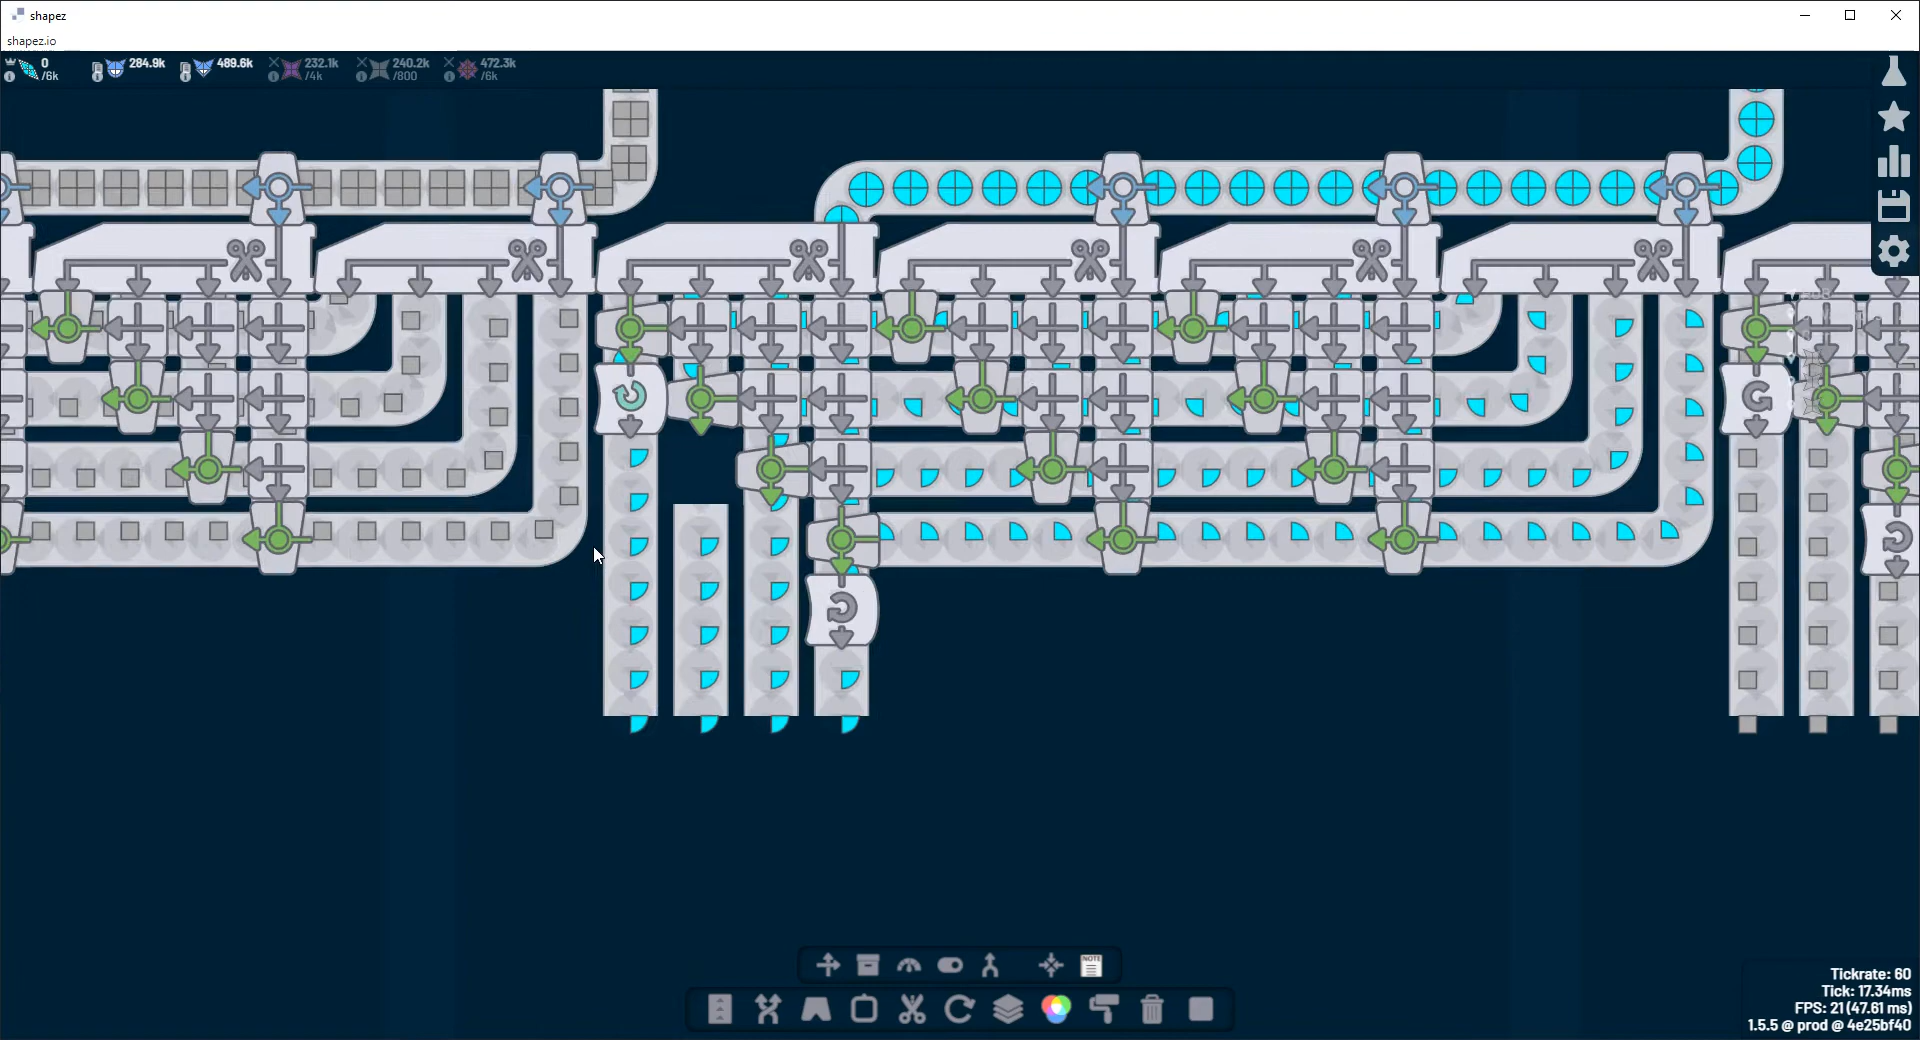 shapez
shapez.io
0
/6k
284.9k
489.6k
232.1k
/4k
240.2k
/800
472.3k
/6k
NOTE
Tickrate: 60
Tick: 17.34ms
FPS: 21 (47.61 ms)
1.5.5 @ prod @ 4e25bf40